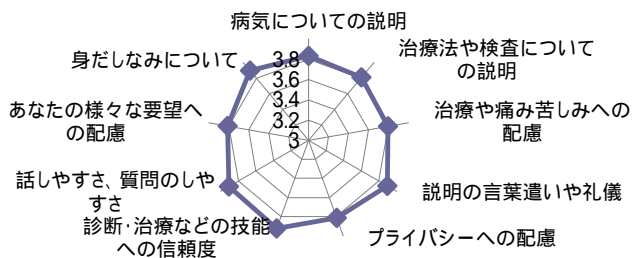 病気についての説明
治療法や検査について
の説明
治療や痛み苦しみへの
配慮
説明の言葉遣いや礼儀
プライバシーへの配慮
診断・治療などの技能
への信頼度
話しやすさ、質問のしや
すさ
あなたの様々な要望へ
の配慮
身だしなみについて
3.8
3.6
3.4
3.2
3